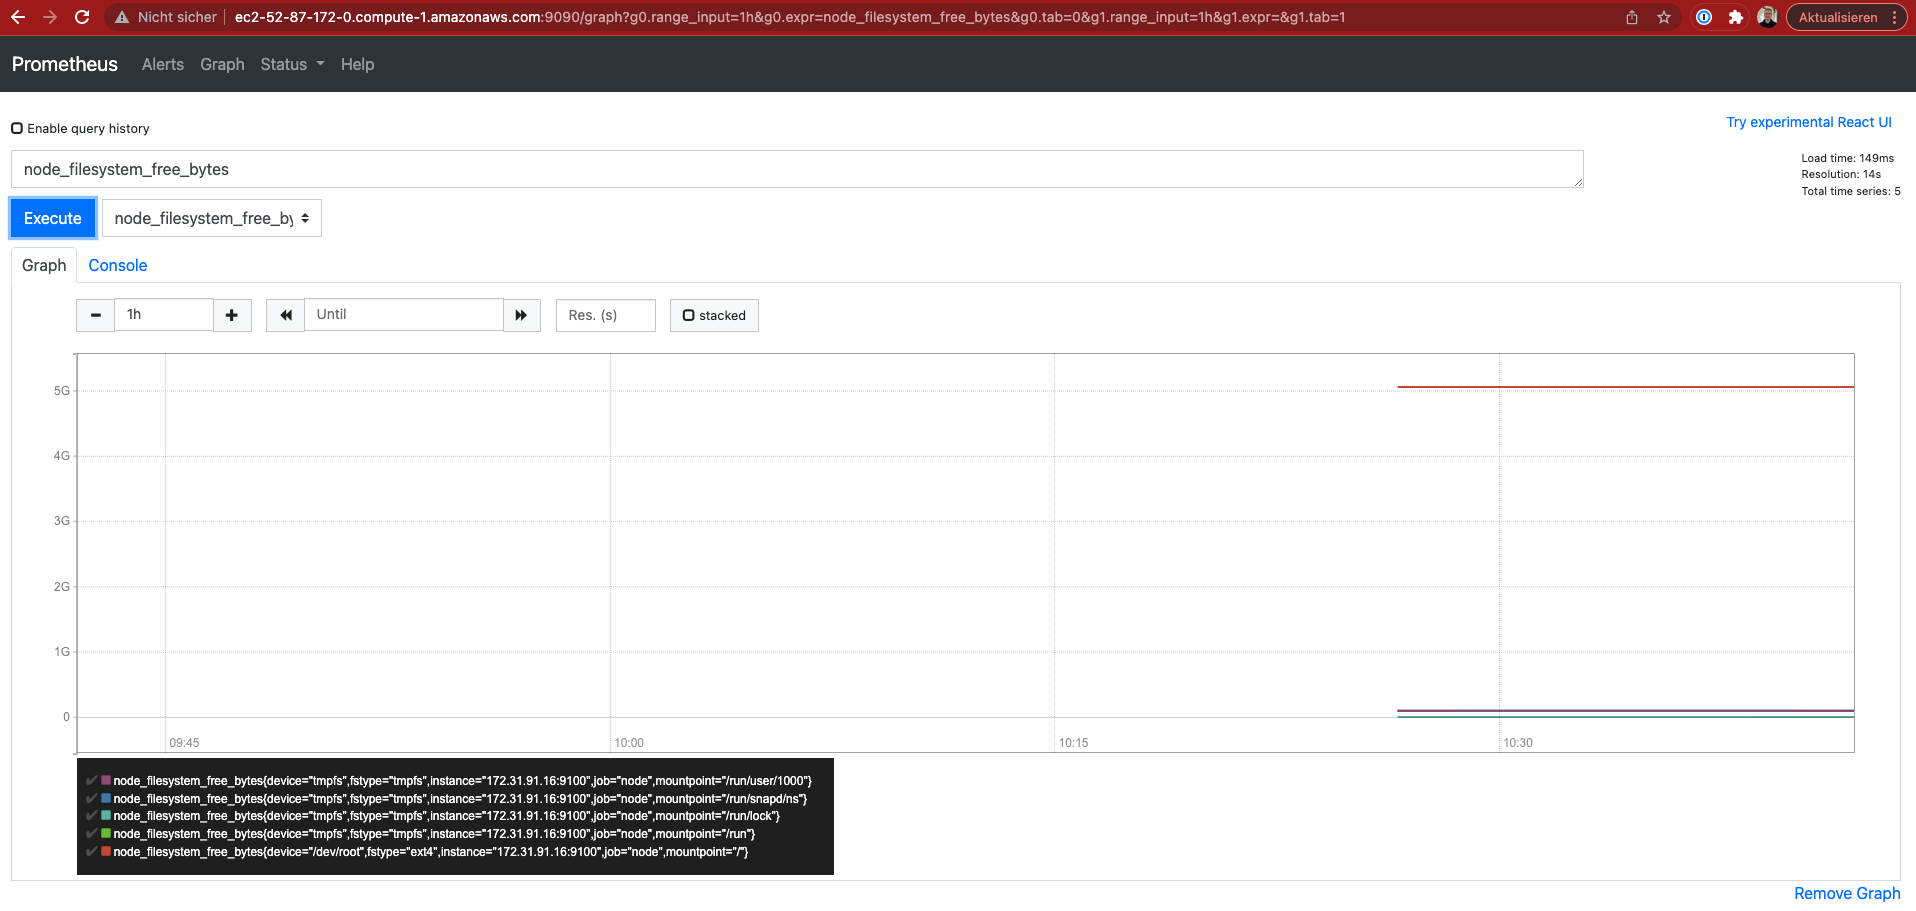 Nicht sicher ec2-52-87-172-0.compute-1.amazonaws.com:9090/graph?g0.range_input=1h&g0.expr=node_filesystem_free_bytes&g0.tab=0&g1.range_input=1h&g1.expr=&g1.tab=1 Aktualisieren
Prometheus Alerts Graph Status Help
Enable query history
Try experimental React UI
node_filesystem_free_bytes
Load time: 149ms
Resolution: 14s
Total time series: 5
Execute node_filesystem_free_by
Graph Console
1h Until Res. (s) stacked
5G
4G
3G
2G
1G
0
09:45 10:00 10:15 10:30
node_filesystem_free_bytes{device="tmpfs",fstype="tmpfs",instance="172.31.91.16:9100",job="node",mountpoint="/run/user/1000"}
node_filesystem_free_bytes{device="tmpfs",fstype="tmpfs",instance="172.31.91.16:9100",job="node",mountpoint="/run/snapd/ns"}
node_filesystem_free_bytes{device="tmpfs",fstype="tmpfs",instance="172.31.91.16:9100",job="node",mountpoint="/run/lock"}
node_filesystem_free_bytes{device="tmpfs",fstype="tmpfs",instance="172.31.91.16:9100",job="node",mountpoint="/run"}
node_filesystem_free_bytes{device="/dev/root",fstype="ext4",instance="172.31.91.16:9100",job="node",mountpoint="/"}
Remove Graph